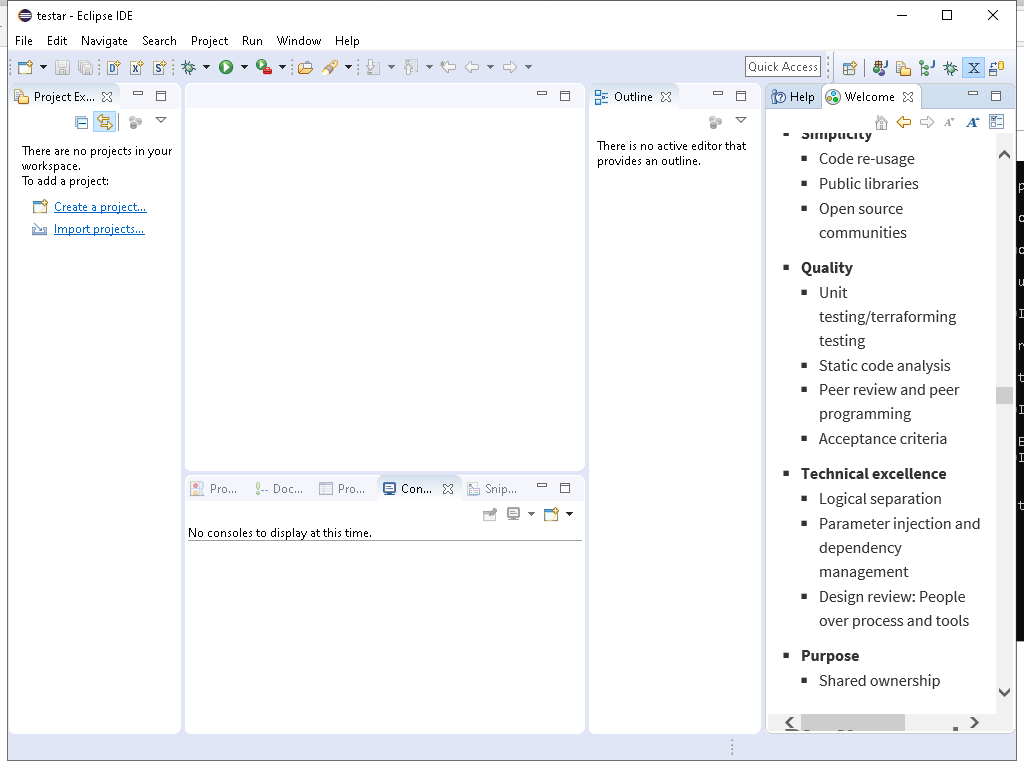 testar - Eclipse IDE
File Edit Navigate Search Project Run Window Help
Quick Access
Project Ex...
There are no projects in your
workspace.
To add a project:
Create a project...
Import projects...
Pro...
Doc...
Pro...
Con...
Snip...
No consoles to display at this time.
Outline
There is no active editor that
provides an outline.
Help
Welcome
Simplicity
Code re-usage
Public libraries
Open source
communities
Quality
Unit
testing/terraforming
testing
Static code analysis
Peer review and peer
programming
Acceptance criteria
Technical excellence
Logical separation
Parameter injection and
dependency
management
Design review: People
over process and tools
Purpose
Shared ownership